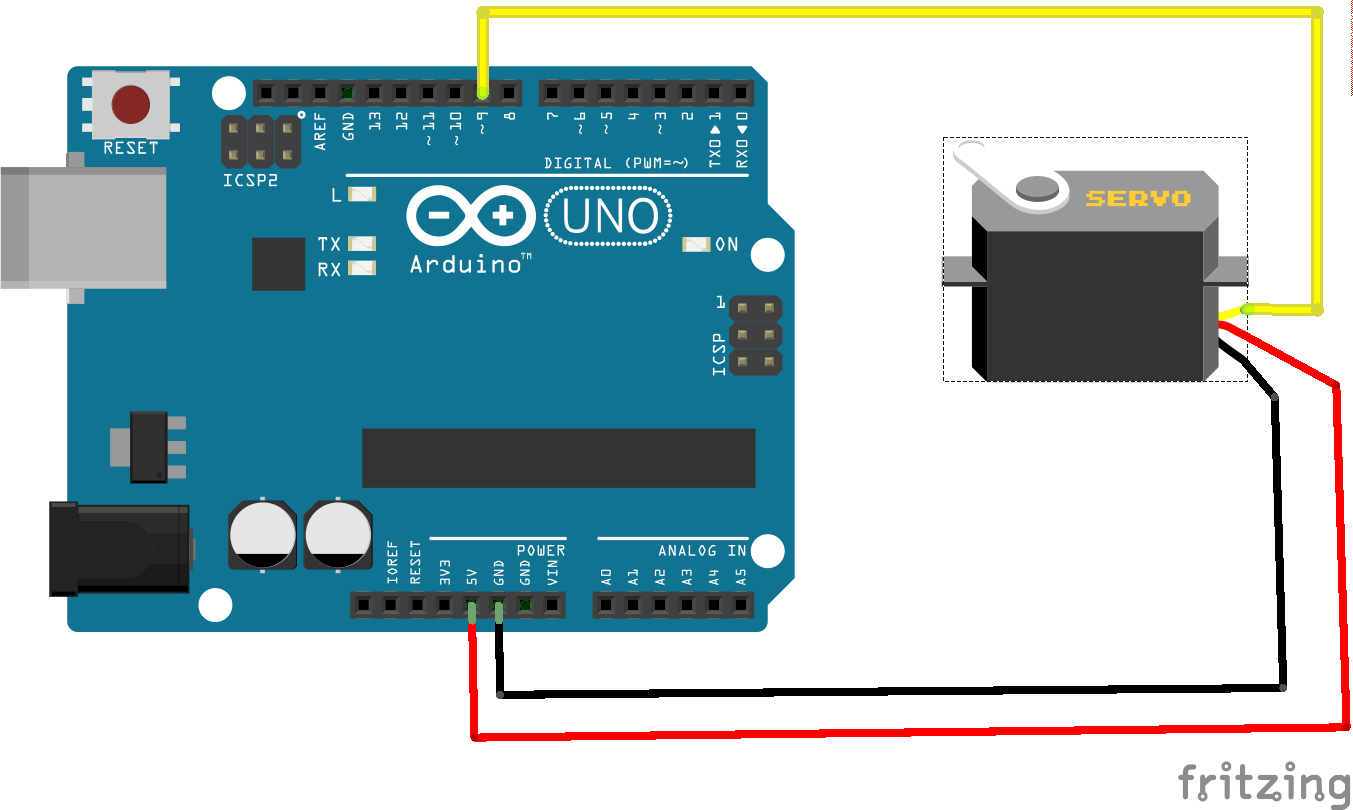 RESET
ICSP2
AREF
GND
13
12
~11
~10
~9
8
7
~6
~5
4
~3
2
TX0▶1
RX0◀0
DIGITAL (PWM=~)
L
TX
RX
UNO
Arduino™
ON
1
ICSP
SERVO
IOREF
RESET
3V3
5V
GND
GND
VIN
POWER
A0
A1
A2
A3
A4
A5
ANALOG IN
fritzing